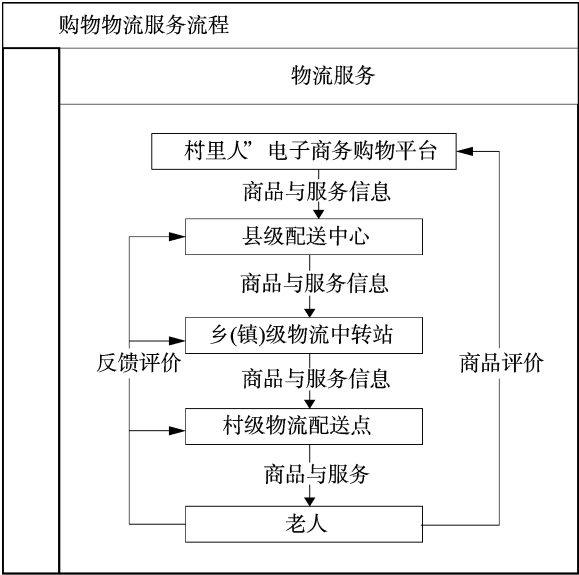 购物物流服务流程
物流服务
村里人”电子商务购物平台
商品与服务信息
县级配送中心
商品与服务信息
乡(镇)级物流中转站
反馈评价
商品评价
商品与服务信息
村级物流配送点
商品与服务
老人